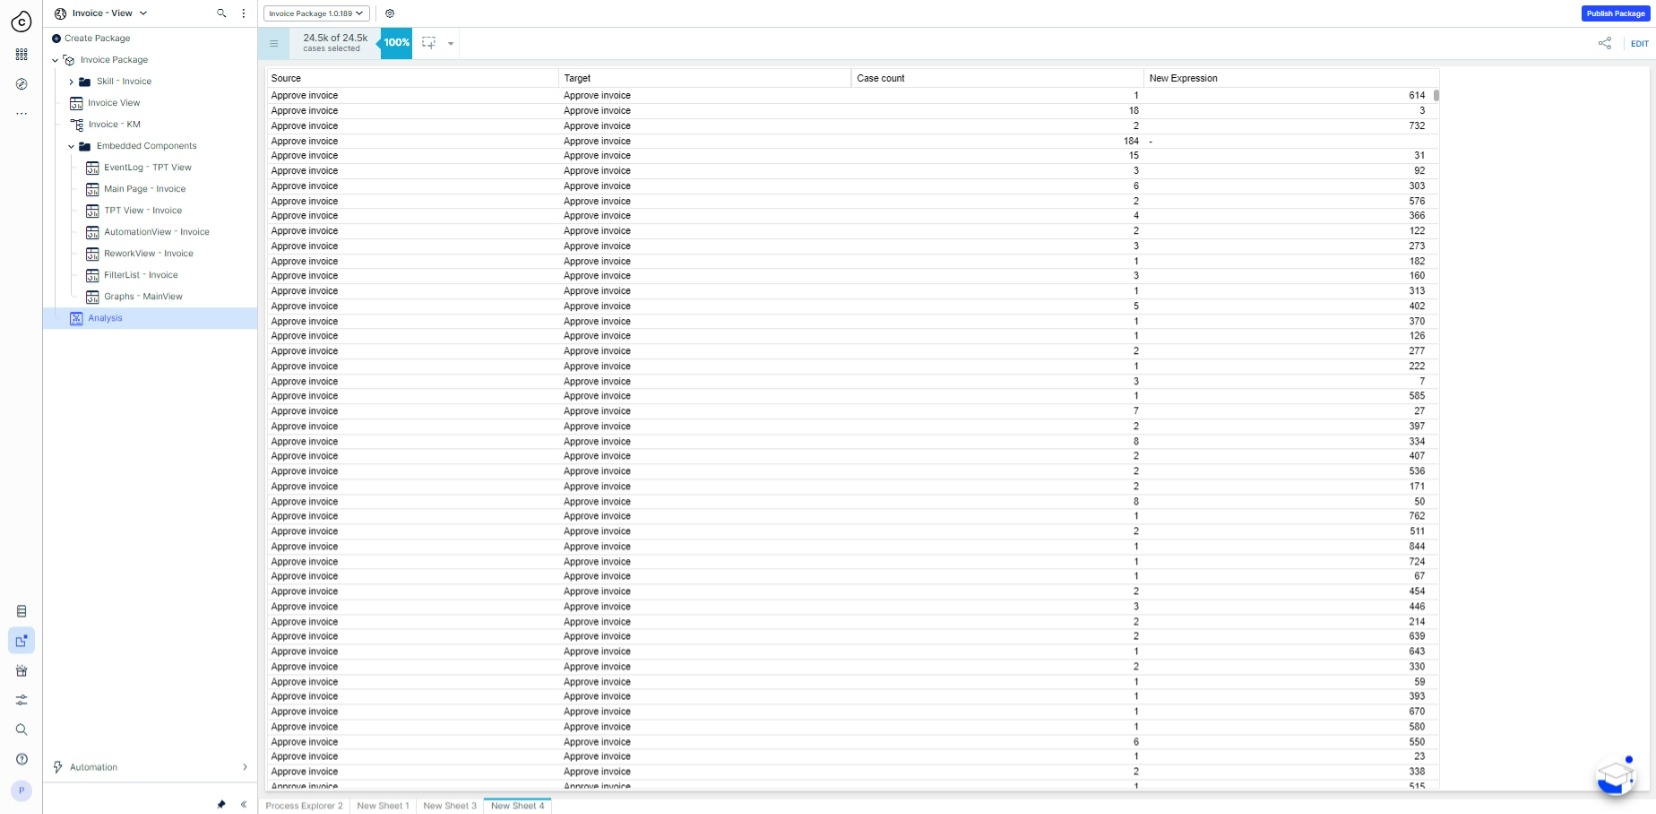 Invoice - View
Invoice Package 1.0.189
Publish Package
Create Package
Invoice Package
Skill - Invoice
Invoice View
Invoice - KM
Embedded Components
EventLog - TPT View
Main Page - Invoice
TPT View - Invoice
AutomationView - Invoice
ReworkView - Invoice
FilterList - Invoice
Graphs - MainView
Analysis
Automation
P
24.5k of 24.5k
cases selected
100%
EDIT
Source Target Case count New Expression
Approve invoice Approve invoice 1 614
Approve invoice Approve invoice 18 3
Approve invoice Approve invoice 2 732
Approve invoice Approve invoice 184 -
Approve invoice Approve invoice 15 31
Approve invoice Approve invoice 3 92
Approve invoice Approve invoice 6 303
Approve invoice Approve invoice 2 576
Approve invoice Approve invoice 4 366
Approve invoice Approve invoice 2 122
Approve invoice Approve invoice 3 273
Approve invoice Approve invoice 1 182
Approve invoice Approve invoice 3 160
Approve invoice Approve invoice 1 313
Approve invoice Approve invoice 5 402
Approve invoice Approve invoice 1 370
Approve invoice Approve invoice 1 126
Approve invoice Approve invoice 2 277
Approve invoice Approve invoice 1 222
Approve invoice Approve invoice 3 7
Approve invoice Approve invoice 1 585
Approve invoice Approve invoice 7 27
Approve invoice Approve invoice 2 397
Approve invoice Approve invoice 8 334
Approve invoice Approve invoice 2 407
Approve invoice Approve invoice 2 536
Approve invoice Approve invoice 2 171
Approve invoice Approve invoice 8 50
Approve invoice Approve invoice 1 762
Approve invoice Approve invoice 2 511
Approve invoice Approve invoice 1 844
Approve invoice Approve invoice 1 724
Approve invoice Approve invoice 1 67
Approve invoice Approve invoice 2 454
Approve invoice Approve invoice 3 446
Approve invoice Approve invoice 2 214
Approve invoice Approve invoice 2 639
Approve invoice Approve invoice 1 643
Approve invoice Approve invoice 2 330
Approve invoice Approve invoice 1 59
Approve invoice Approve invoice 1 393
Approve invoice Approve invoice 1 670
Approve invoice Approve invoice 1 580
Approve invoice Approve invoice 6 550
Approve invoice Approve invoice 1 23
Approve invoice Approve invoice 2 338
Approve invoice Approve invoice 1 515
Process Explorer 2 New Sheet 1 New Sheet 3 New Sheet 4